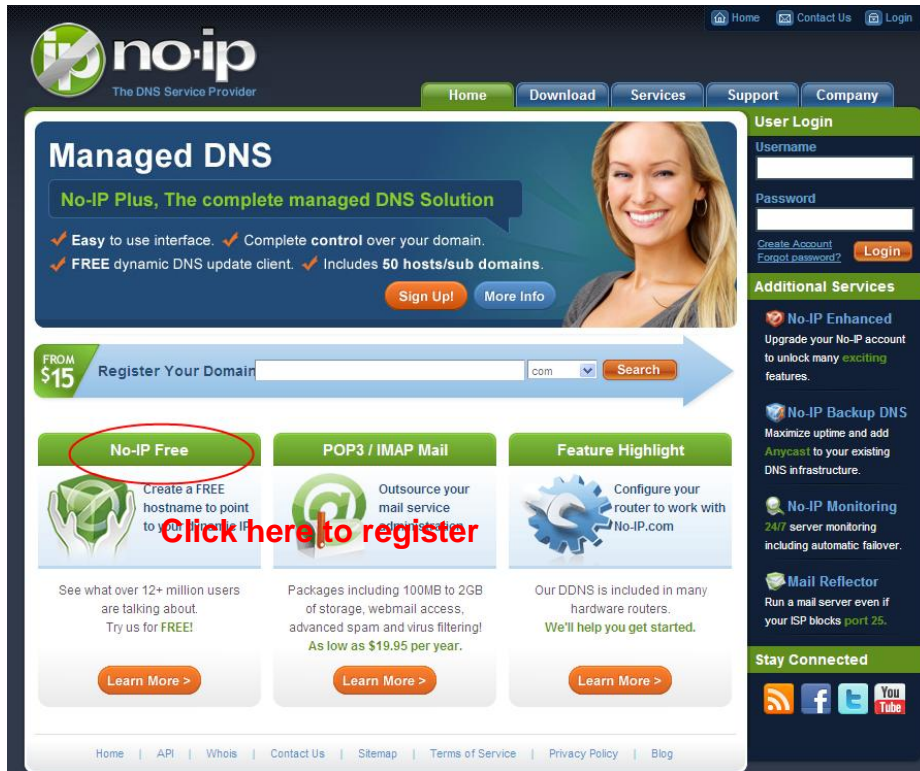 Home Contact Us Login
no·ip
The DNS Service Provider
Home Download Services Support Company
Managed DNS
No-IP Plus, The complete managed DNS Solution
Easy to use interface. Complete control over your domain.
FREE dynamic DNS update client. Includes 50 hosts/sub domains.
Sign Up! More Info
FROM
$15
Register Your Domain
com
Search
No-IP Free
Create a FREE
hostname to point
to your dynamic IP
Click here to register
See what over 12+ million users
are talking about.
Try us for FREE!
Learn More >
POP3 / IMAP Mail
Outsource your
mail service
administration
Packages including 100MB to 2GB
of storage, webmail access,
advanced spam and virus filtering!
As low as $19.95 per year.
Learn More >
Feature Highlight
Configure your
router to work with
No-IP.com
Our DDNS is included in many
hardware routers.
We'll help you get started.
Learn More >
User Login
Username
Password
Create Account
Forgot password?
Login
Additional Services
No-IP Enhanced
Upgrade your No-IP account
to unlock many exciting
features.
No-IP Backup DNS
Maximize uptime and add
Anycast to your existing
DNS infrastructure.
No-IP Monitoring
24/7 server monitoring
including automatic failover.
Mail Reflector
Run a mail server even if
your ISP blocks port 25.
Stay Connected
You
Tube
Home | API | Whois | Contact Us | Sitemap | Terms of Service | Privacy Policy | Blog